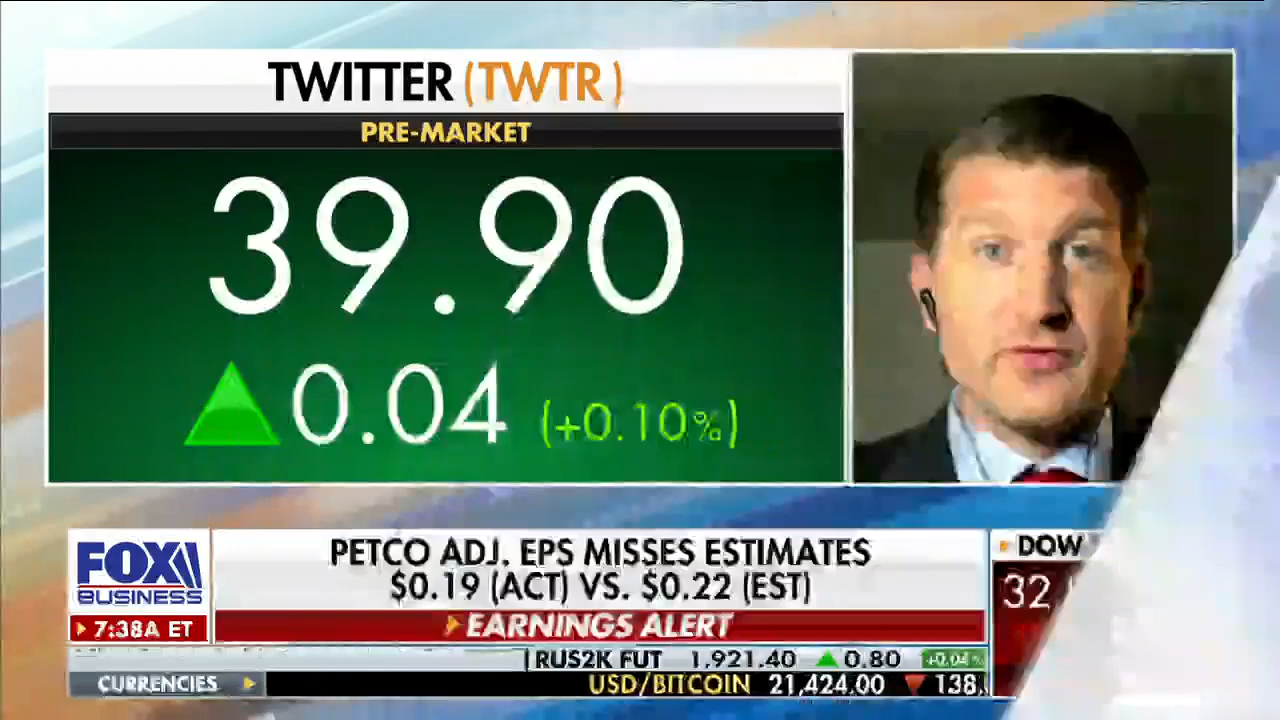 TWITTER (TWTR)
PRE-MARKET
39.90
0.04 (+0.10%)
FOX
BUSINESS
7:38A ET
PETCO ADJ. EPS MISSES ESTIMATES
$0.19 (ACT) VS. $0.22 (EST)
EARNINGS ALERT
DOW
32
RUS2K FUT 1,921.40 0.80 +0.04%
CURRENCIES
USD/BITCOIN 21,424.00 138.